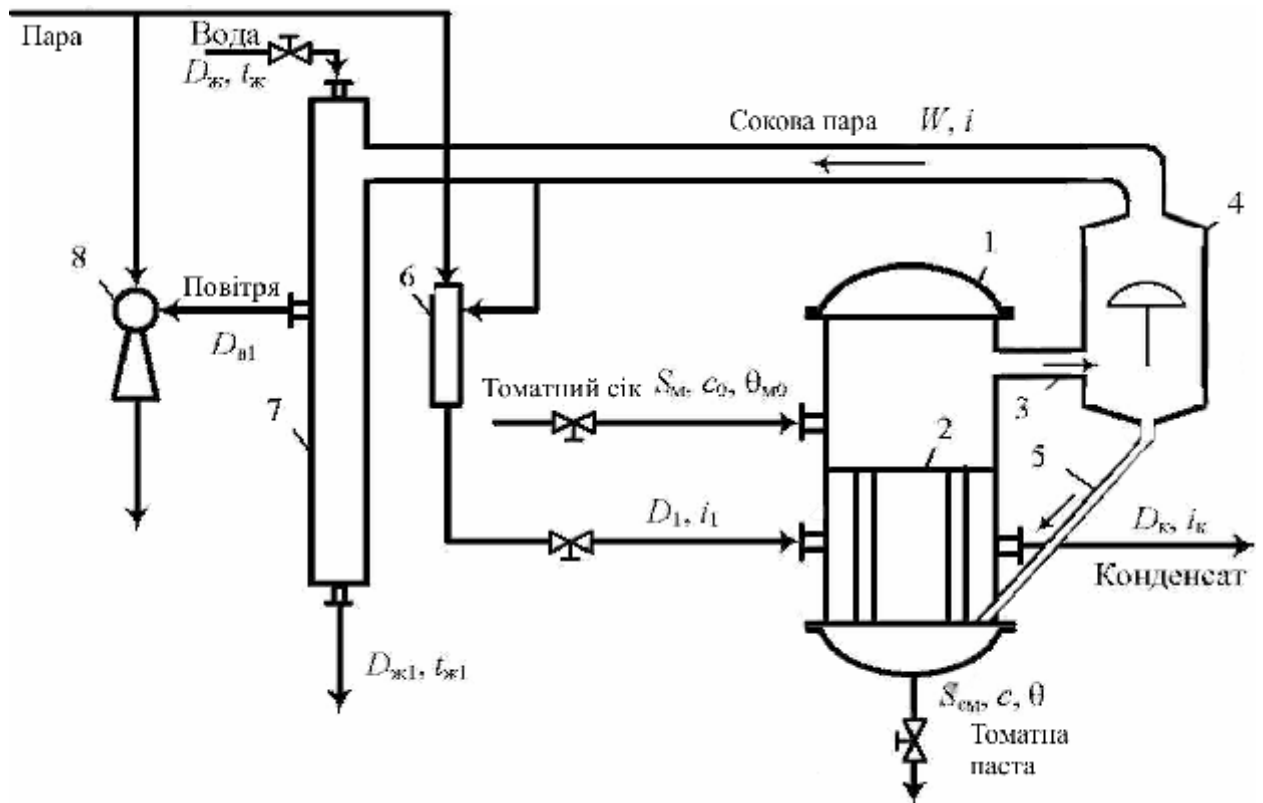 Пара
Вода
Dж, tж
Сокова пара W, i
4
1
8
Повітря
6
Dв1
Томатний сік Sм, c0, θм0
3
7
2
5
D1, i1
Dк, iк
Конденсат
Dж1, tж1
Sсм, c, θ
Томатна
паста